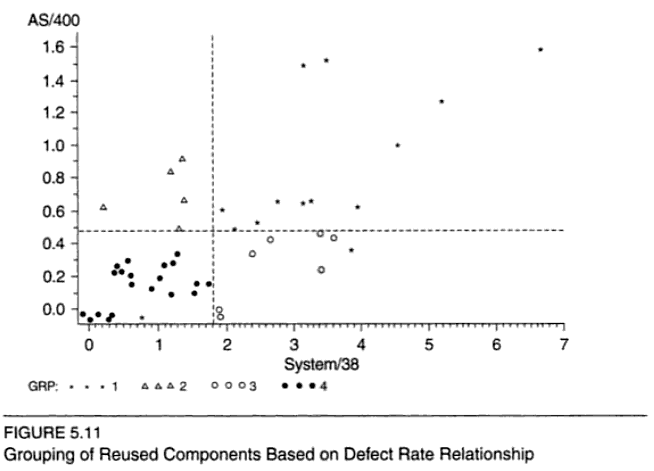 AS/400
1.6
1.4
1.2
1.0
0.8
0.6
0.4
0.2
0.0
0 1 2 3 4 5 6 7
System/38
GRP: * * * 1 △△△ 2 ○○○ 3 ●●● 4
FIGURE 5.11
Grouping of Reused Components Based on Defect Rate Relationship